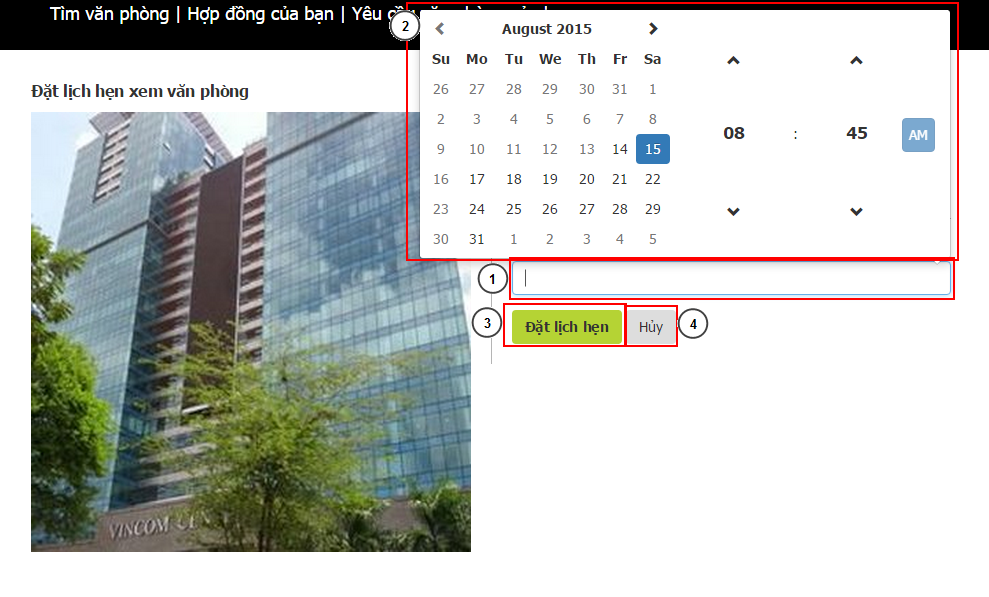 Tìm văn phòng | Hợp đồng của bạn | Yêu
2
August 2015
Su Mo Tu We Th Fr Sa
26 27 28 29 30 31 1
2 3 4 5 6 7 8
9 10 11 12 13 14 15
16 17 18 19 20 21 22
23 24 25 26 27 28 29
30 31 1 2 3 4 5
08 : 45 AM
Đặt lịch hẹn xem văn phòng
VINCOM
1
3
Đặt lịch hẹn
Hủy
4